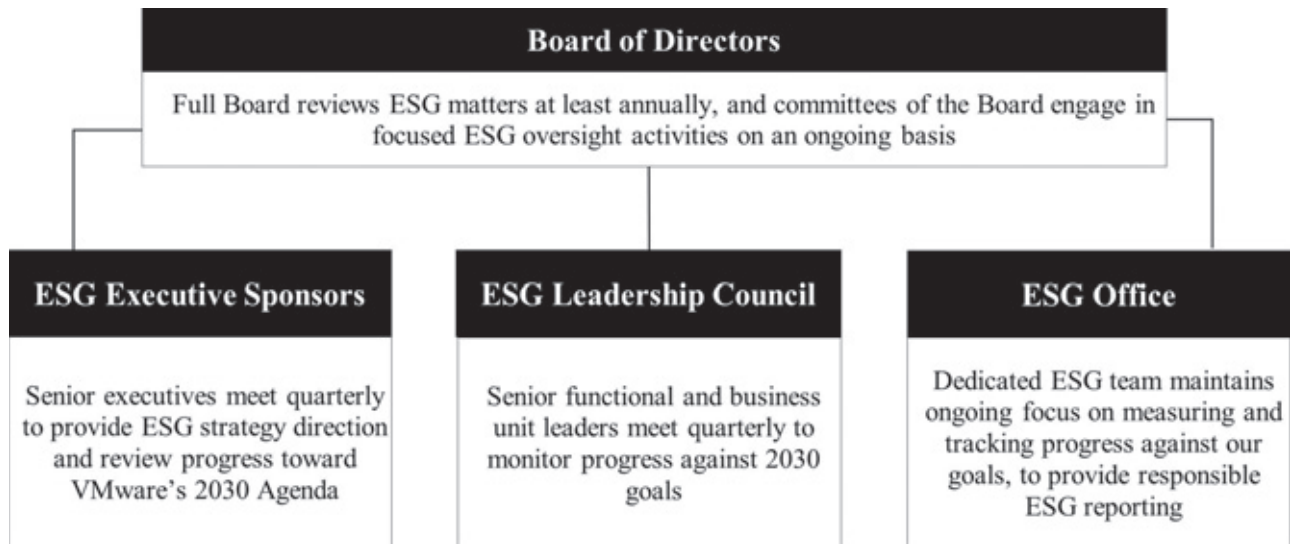 Board of Directors
Full Board reviews ESG matters at least annually, and committees of the Board engage in
focused ESG oversight activities on an ongoing basis
ESG Executive Sponsors
Senior executives meet quarterly
to provide ESG strategy direction
and review progress toward
VMware's 2030 Agenda
ESG Leadership Council
Senior functional and business
unit leaders meet quarterly to
monitor progress against 2030
goals
ESG Office
Dedicated ESG team maintains
ongoing focus on measuring and
tracking progress against our
goals, to provide responsible
ESG reporting